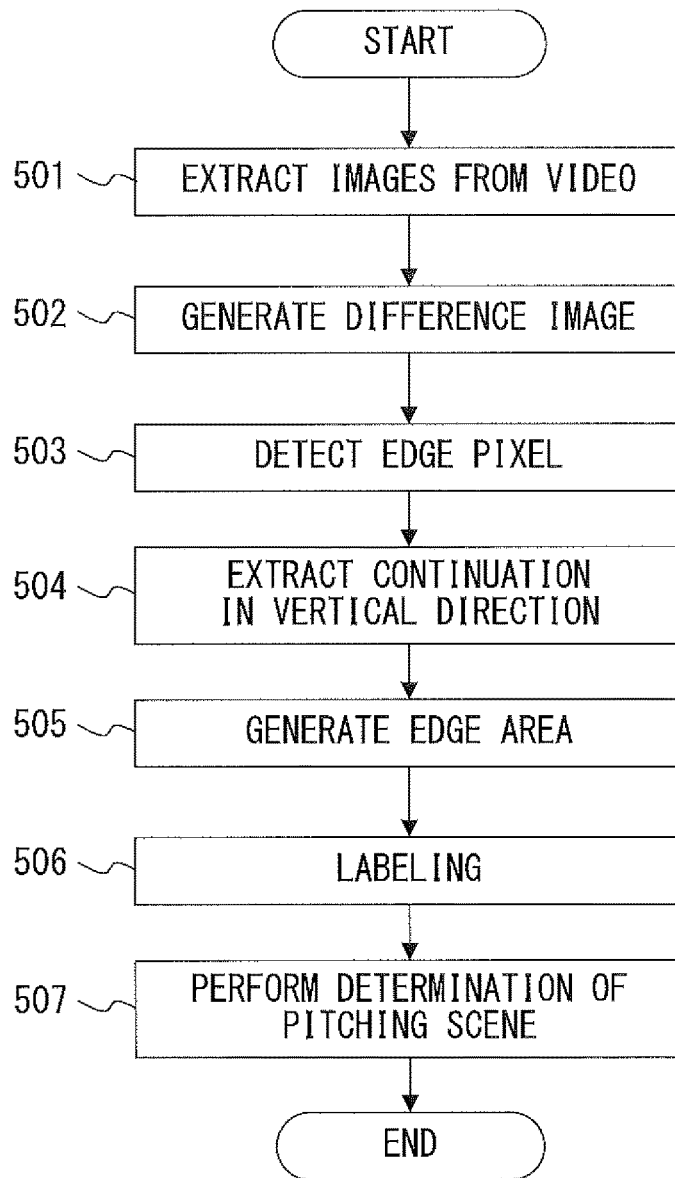 START
501 EXTRACT IMAGES FROM VIDEO
502 GENERATE DIFFERENCE IMAGE
503 DETECT EDGE PIXEL
504 EXTRACT CONTINUATION
IN VERTICAL DIRECTION
505 GENERATE EDGE AREA
506 LABELING
507 PERFORM DETERMINATION OF
PITCHING SCENE
END